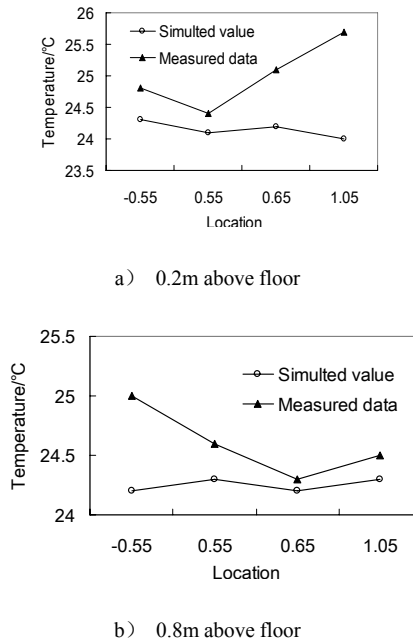 26
25.5
25
24.5
24
23.5
Temperature/°C
Simulted value
Measured data
-0.55 0.55 0.65 1.05
Location
a） 0.2m above floor
25.5
25
24.5
24
Temperature/°C
Simulted value
Measured data
-0.55 0.55 0.65 1.05
Location
b） 0.8m above floor